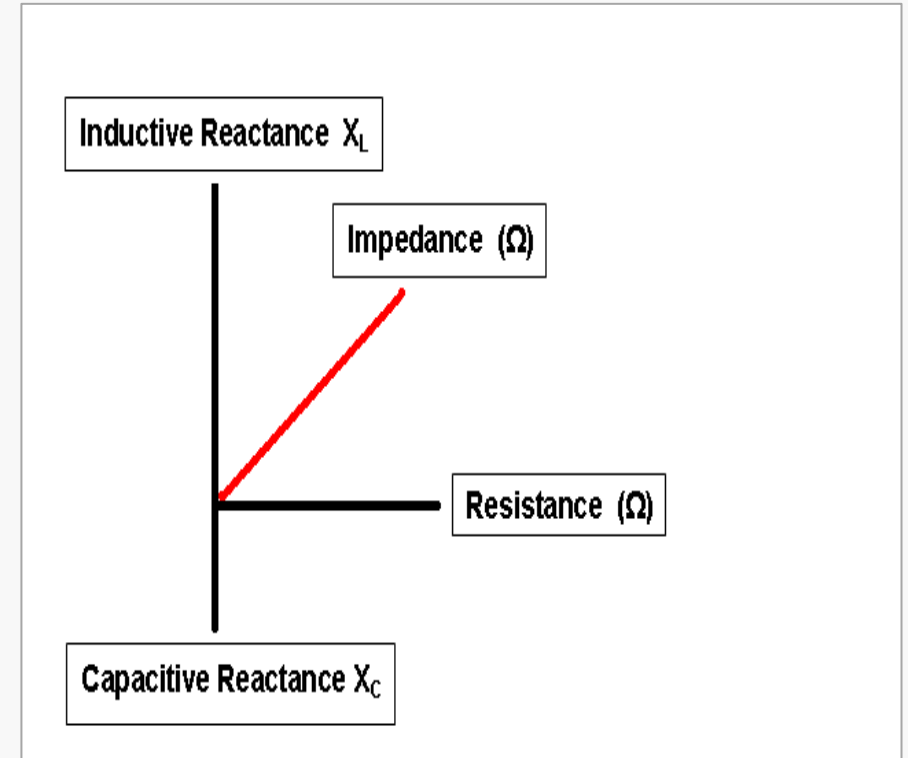 Inductive Reactance X_L
Impedance (Ω)
Resistance (Ω)
Capacitive Reactance X_C